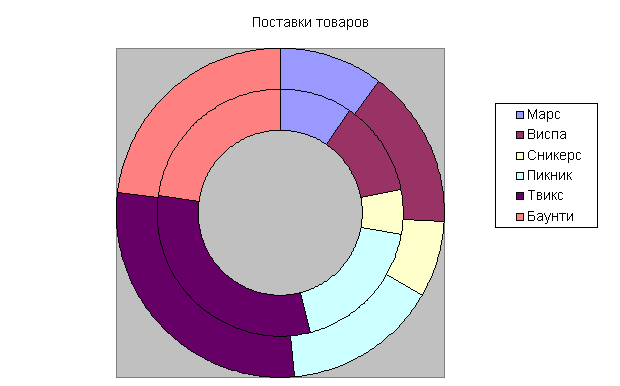 Поставки товаров
Марс
Виспа
Сникерс
Пикник
Твикс
Баунти